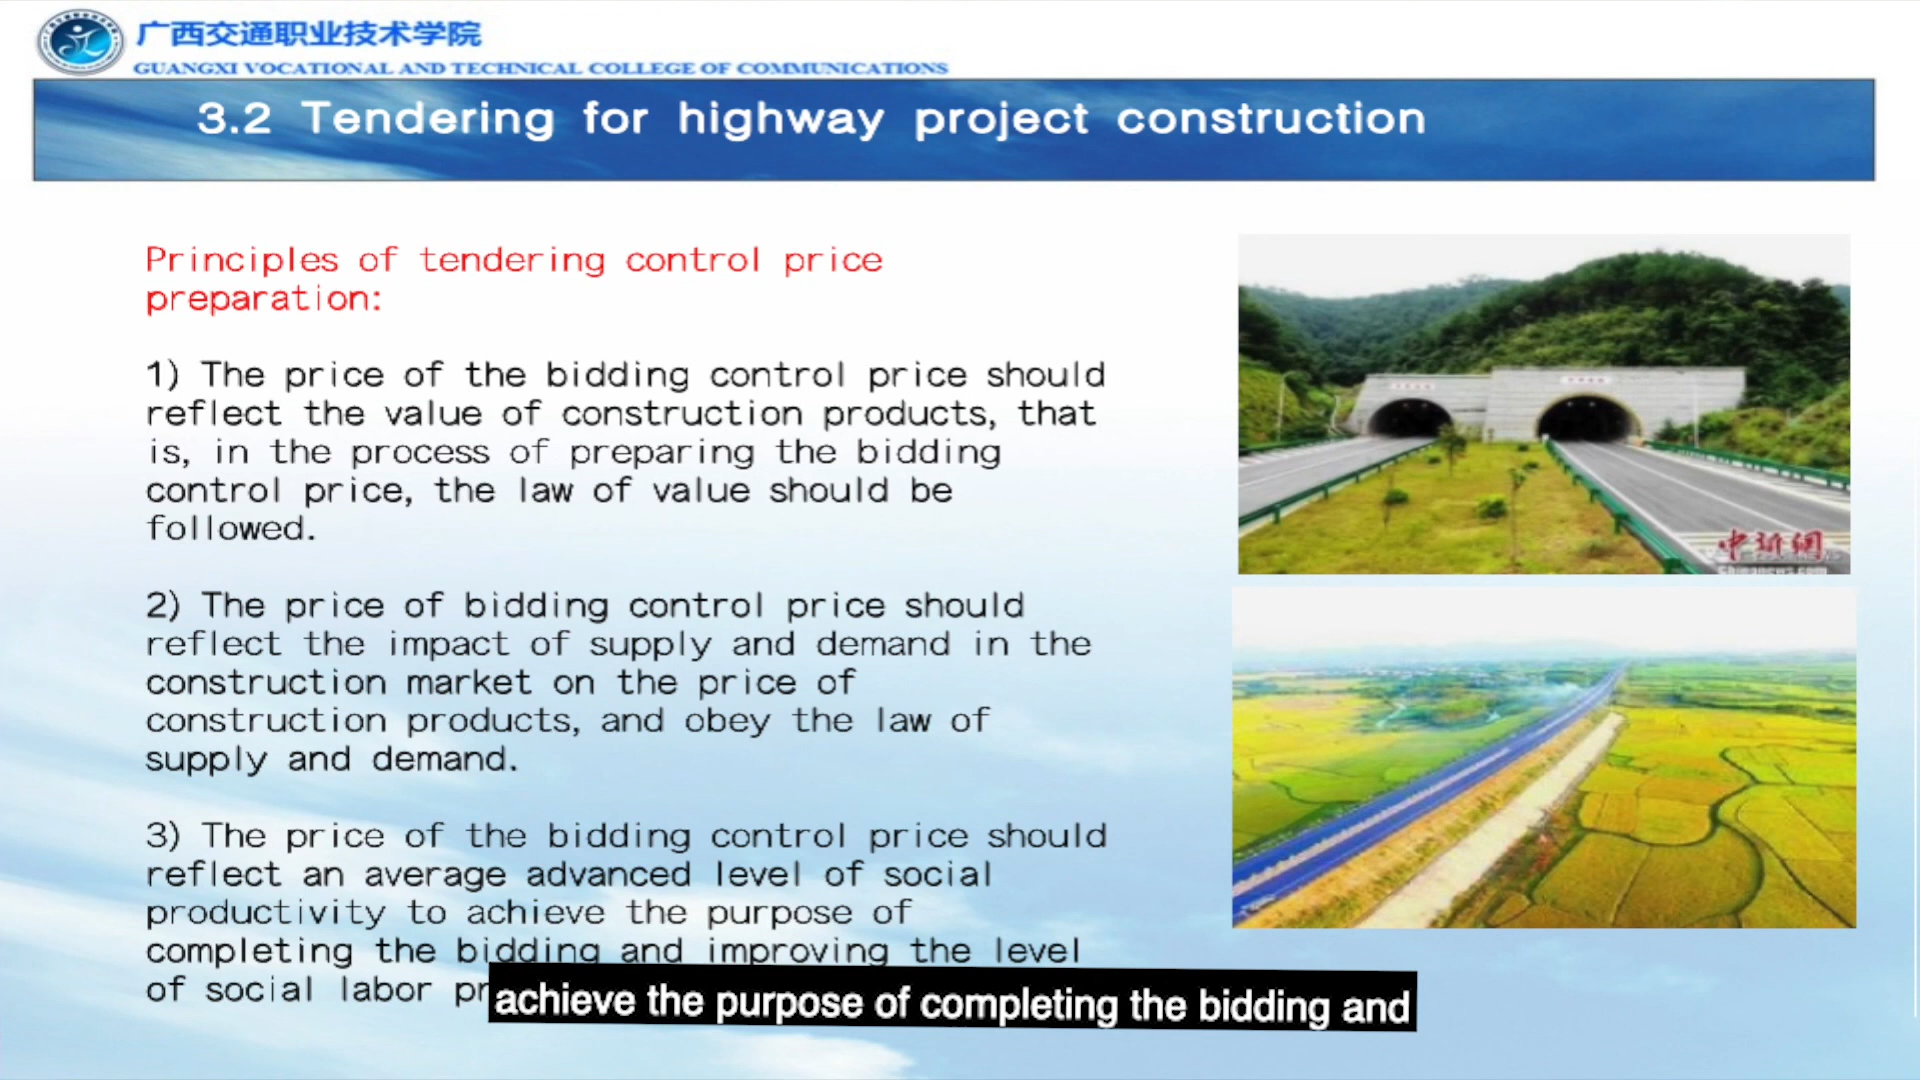 广西交通职业技术学院
GUANGXI VOCATIONAL AND TECHNICAL COLLEGE OF COMMUNICATIONS
3.2 Tendering for highway project construction
Principles of tendering control price
preparation:
1) The price of the bidding control price should
reflect the value of construction products, that
is, in the process of preparing the bidding
control price, the law of value should be
followed.
2) The price of bidding control price should
reflect the impact of supply and demand in the
construction market on the price of
construction products, and obey the law of
supply and demand.
3) The price of the bidding control price should
reflect an average advanced level of social
productivity to achieve the purpose of
completing the bidding and improving the level
of social labor pr
achieve the purpose of completing the bidding and
中新网